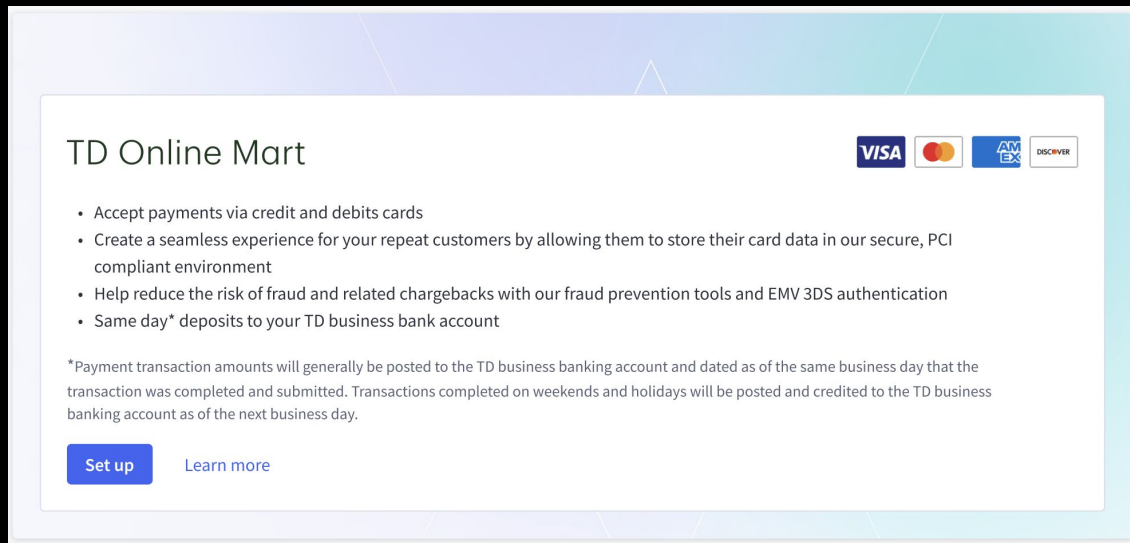 TD Online Mart
VISA
AM
EX
DISCOVER
• Accept payments via credit and debits cards
• Create a seamless experience for your repeat customers by allowing them to store their card data in our secure, PCI
compliant environment
• Help reduce the risk of fraud and related chargebacks with our fraud prevention tools and EMV 3DS authentication
• Same day* deposits to your TD business bank account
*Payment transaction amounts will generally be posted to the TD business banking account and dated as of the same business day that the
transaction was completed and submitted. Transactions completed on weekends and holidays will be posted and credited to the TD business
banking account as of the next business day.
Set up
Learn more